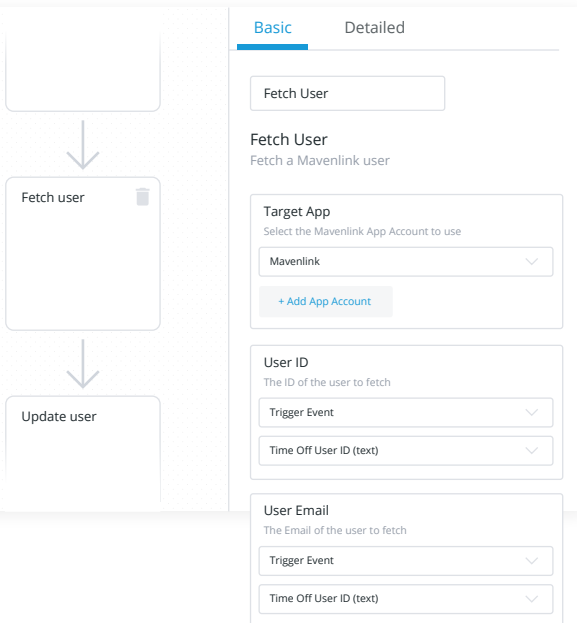 Basic
Detailed
Fetch User
Fetch User
Fetch a Mavenlink user
Fetch user
Target App
Select the Mavenlink App Account to use
Mavenlink
+ Add App Account
User ID
The ID of the user to fetch
Trigger Event
Time Off User ID (text)
Update user
User Email
The Email of the user to fetch
Trigger Event
Time Off User ID (text)